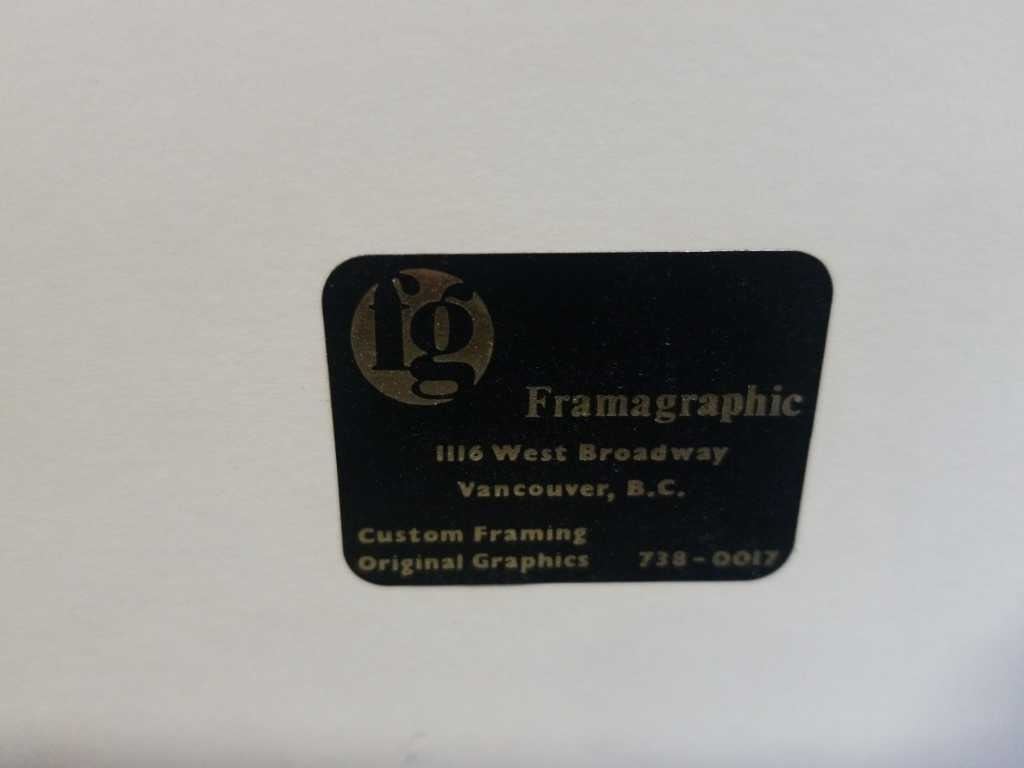 fg
Framagraphic
1116 West Broadway
Vancouver, B.C.
Custom Framing
Original Graphics 738-0017